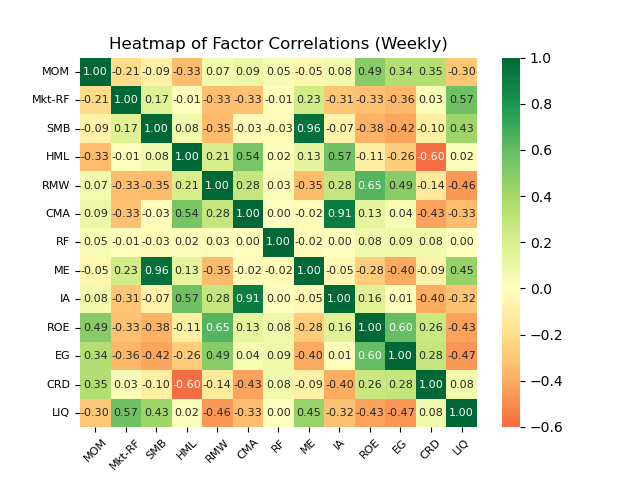 Heatmap of Factor Correlations (Weekly)
MOM 1.00 -0.21 -0.09 -0.33 0.07 0.09 0.05 -0.05 0.08 0.49 0.34 0.35 -0.30
Mkt-RF -0.21 1.00 0.17 -0.01 -0.33 -0.33 -0.01 0.23 -0.31 -0.33 -0.36 0.03 0.57
SMB -0.09 0.17 1.00 0.08 -0.35 -0.03 -0.03 0.96 -0.07 -0.38 -0.42 -0.10 0.43
HML -0.33 -0.01 0.08 1.00 0.21 0.54 0.02 0.13 0.57 -0.11 -0.26 -0.60 0.02
RMW 0.07 -0.33 -0.35 0.21 1.00 0.28 0.03 -0.35 0.28 0.65 0.49 -0.14 -0.46
CMA 0.09 -0.33 -0.03 0.54 0.28 1.00 0.00 -0.02 0.91 0.13 0.04 -0.43 -0.33
RF 0.05 -0.01 -0.03 0.02 0.03 0.00 1.00 -0.02 0.00 0.08 0.09 0.08 0.00
ME -0.05 0.23 0.96 0.13 -0.35 -0.02 -0.02 1.00 -0.05 -0.28 -0.40 -0.09 0.45
IA 0.08 -0.31 -0.07 0.57 0.28 0.91 0.00 -0.05 1.00 0.16 0.01 -0.40 -0.32
ROE 0.49 -0.33 -0.38 -0.11 0.65 0.13 0.08 -0.28 0.16 1.00 0.60 0.26 -0.43
EG 0.34 -0.36 -0.42 -0.26 0.49 0.04 0.09 -0.40 0.01 0.60 1.00 0.28 -0.47
CRD 0.35 0.03 -0.10 -0.60 -0.14 -0.43 0.08 -0.09 -0.40 0.26 0.28 1.00 0.08
LIQ -0.30 0.57 0.43 0.02 -0.46 -0.33 0.00 0.45 -0.32 -0.43 -0.47 0.08 1.00
MOM Mkt-RF SMB HML RMW CMA RF ME IA ROE EG CRD LIQ
1.0
0.8
0.6
0.4
0.2
0.0
−0.2
−0.4
−0.6